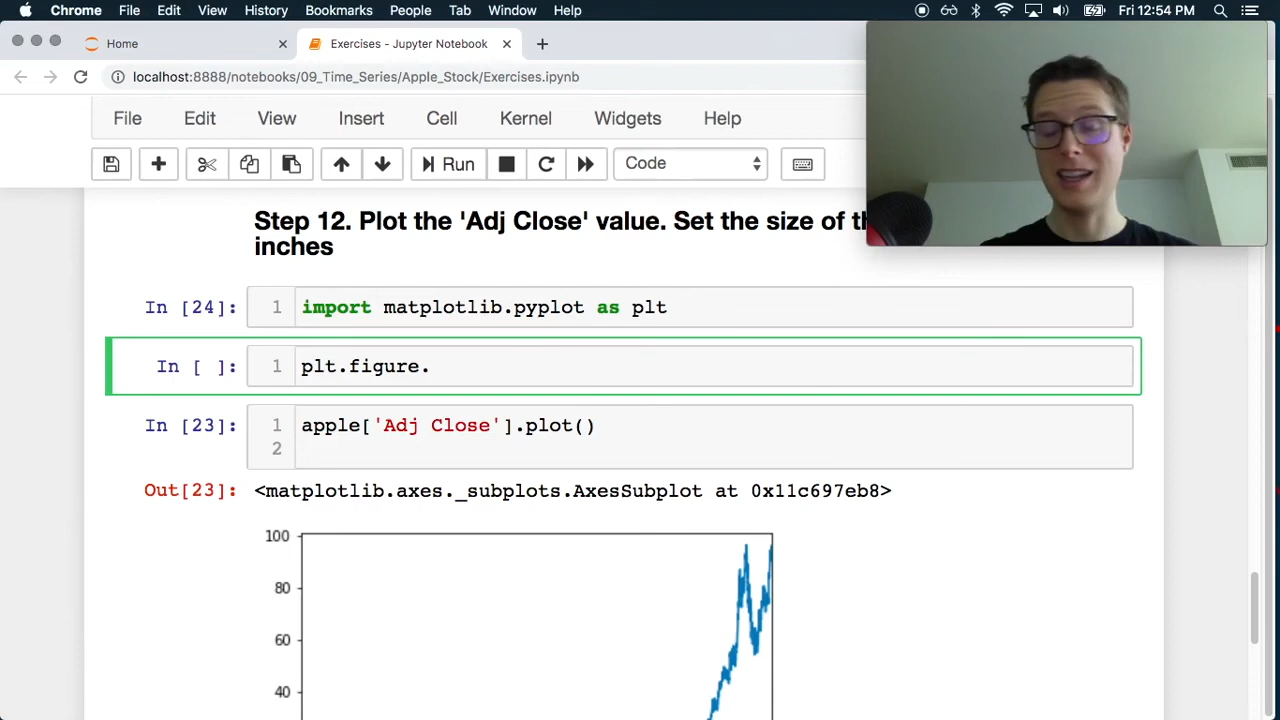 Chrome File Edit View History Bookmarks People Tab Window Help Fri 12:54 PM
Home Exercises - Jupyter Notebook
localhost:8888/notebooks/09_Time_Series/Apple_Stock/Exercises.ipynb
File Edit View Insert Cell Kernel Widgets Help
Run Code
Step 12. Plot the 'Adj Close' value. Set the size of
inches
In [24]: 1 import matplotlib.pyplot as plt
In [ ]: 1 plt.figure.
In [23]: 1 apple['Adj Close'].plot()
2
Out[23]: <matplotlib.axes._subplots.AxesSubplot at 0x11c697eb8>
100
80
60
40